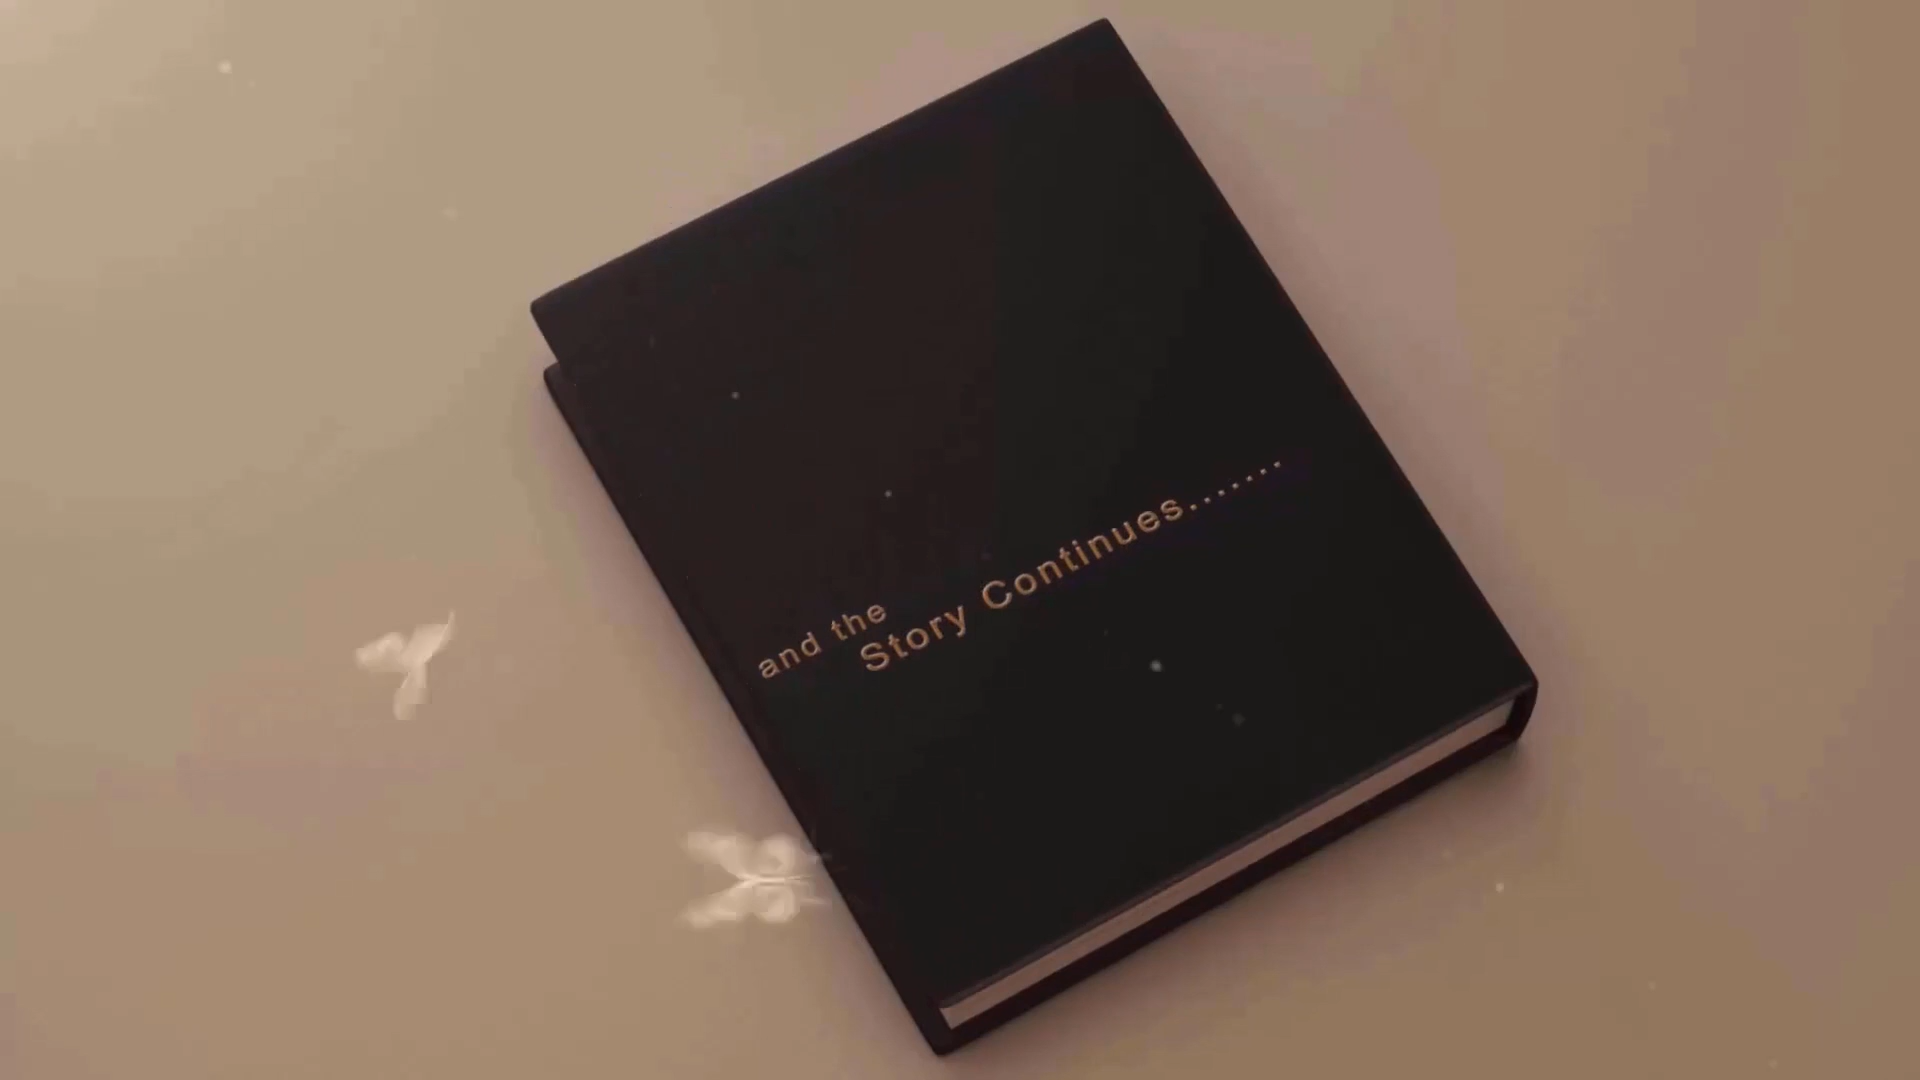 and the
Story Continues.......